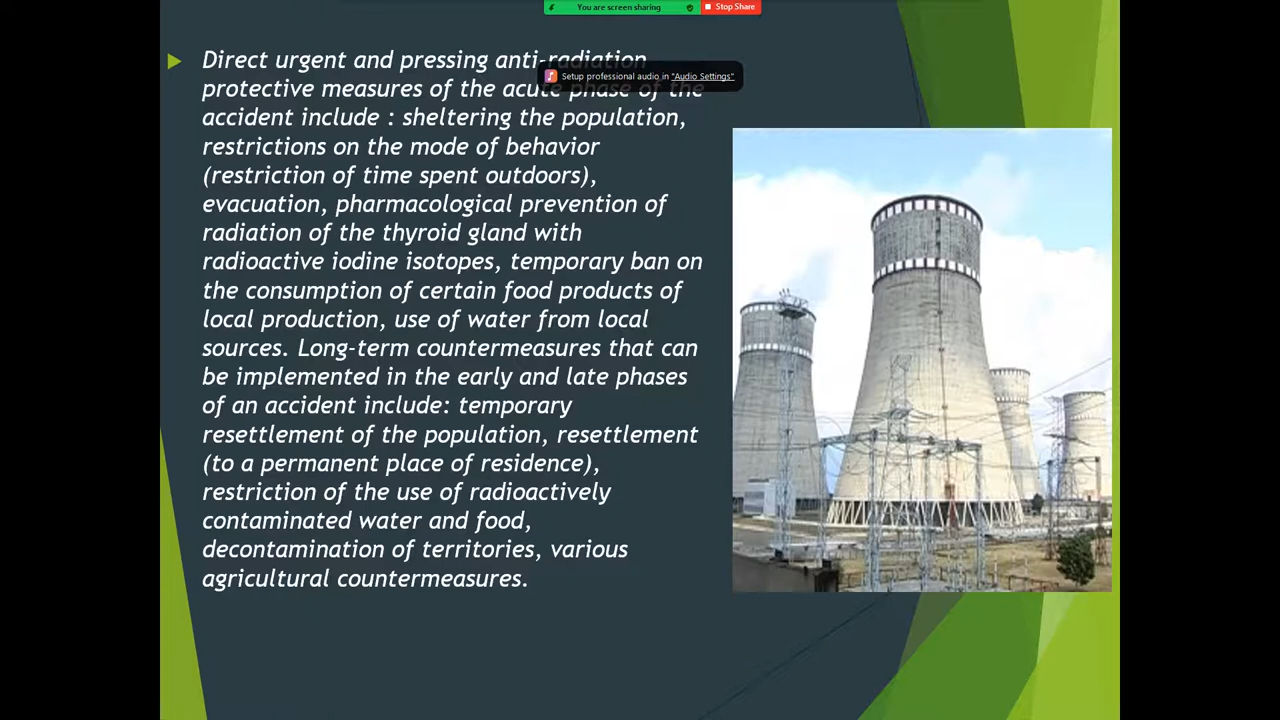 You are screen sharing
Stop Share
Direct urgent and pressing anti-radiation
Setup professional audio in "Audio Settings"
protective measures of the acute phase of the
accident include : sheltering the population,
restrictions on the mode of behavior
(restriction of time spent outdoors),
evacuation, pharmacological prevention of
radiation of the thyroid gland with
radioactive iodine isotopes, temporary ban on
the consumption of certain food products of
local production, use of water from local
sources. Long-term countermeasures that can
be implemented in the early and late phases
of an accident include: temporary
resettlement of the population, resettlement
(to a permanent place of residence),
restriction of the use of radioactively
contaminated water and food,
decontamination of territories, various
agricultural countermeasures.